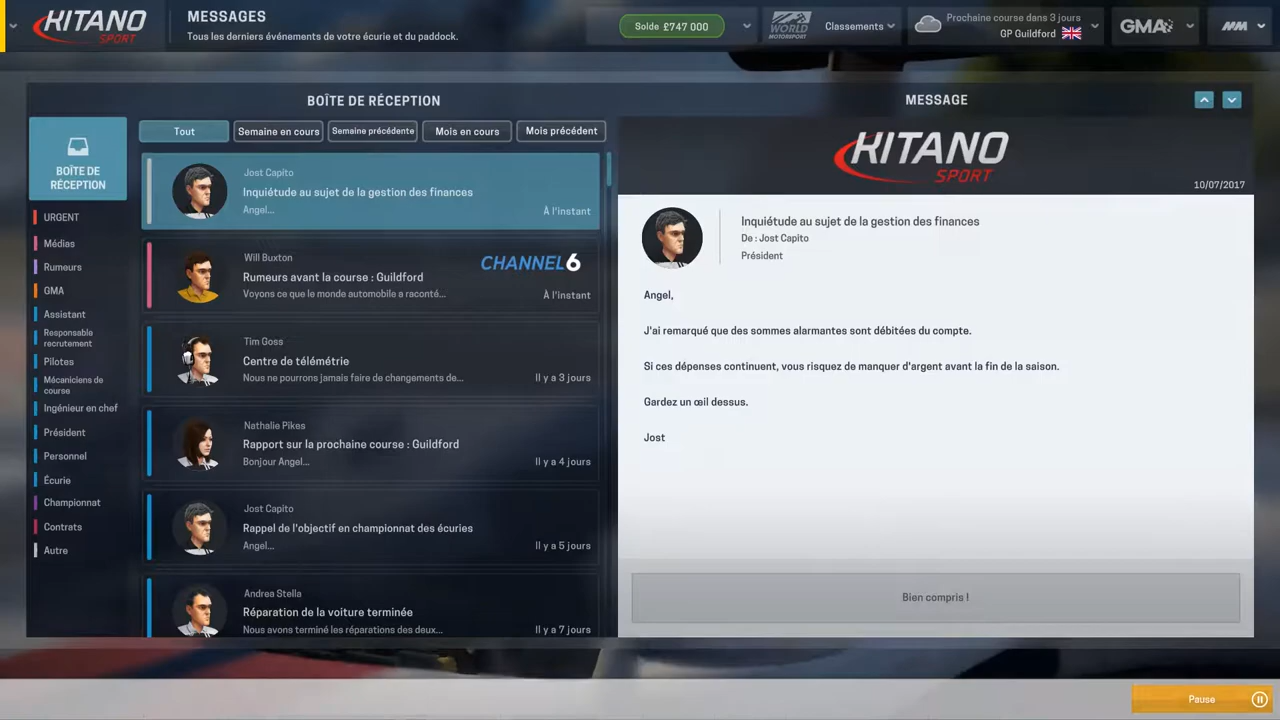 KITANO
SPORT
MESSAGES
Tous les derniers événements de votre écurie et du paddock.
Solde £747 000
WORLD
MOTORSPORT
Classements
Prochaine course dans 3 jours
GP Guildford
GMA
BOÎTE DE RÉCEPTION
BOÎTE DE
RÉCEPTION
URGENT
Médias
Rumeurs
GMA
Assistant
Responsable
recrutement
Pilotes
Mécaniciens de
course
Ingénieur en chef
Président
Personnel
Écurie
Championnat
Contrats
Autre
Tout
Semaine en cours
Semaine précédente
Mois en cours
Mois précédent
Jost Capito
Inquiétude au sujet de la gestion des finances
Angel...
À l'instant
Will Buxton
CHANNEL6
Rumeurs avant la course : Guildford
Voyons ce que le monde automobile a raconté...
À l'instant
Tim Goss
Centre de télémétrie
Nous ne pourrons jamais faire de changements de...
Il y a 3 jours
Nathalie Pikes
Rapport sur la prochaine course : Guildford
Bonjour Angel...
Il y a 4 jours
Jost Capito
Rappel de l'objectif en championnat des écuries
Angel...
Il y a 5 jours
Andrea Stella
Réparation de la voiture terminée
Nous avons terminé les réparations des deux...
Il y a 7 jours
MESSAGE
KITANO
SPORT
10/07/2017
Inquiétude au sujet de la gestion des finances
De : Jost Capito
Président
Angel,
J'ai remarqué que des sommes alarmantes sont débitées du compte.
Si ces dépenses continuent, vous risquez de manquer d'argent avant la fin de la saison.
Gardez un œil dessus.
Jost
Bien compris !
Pause